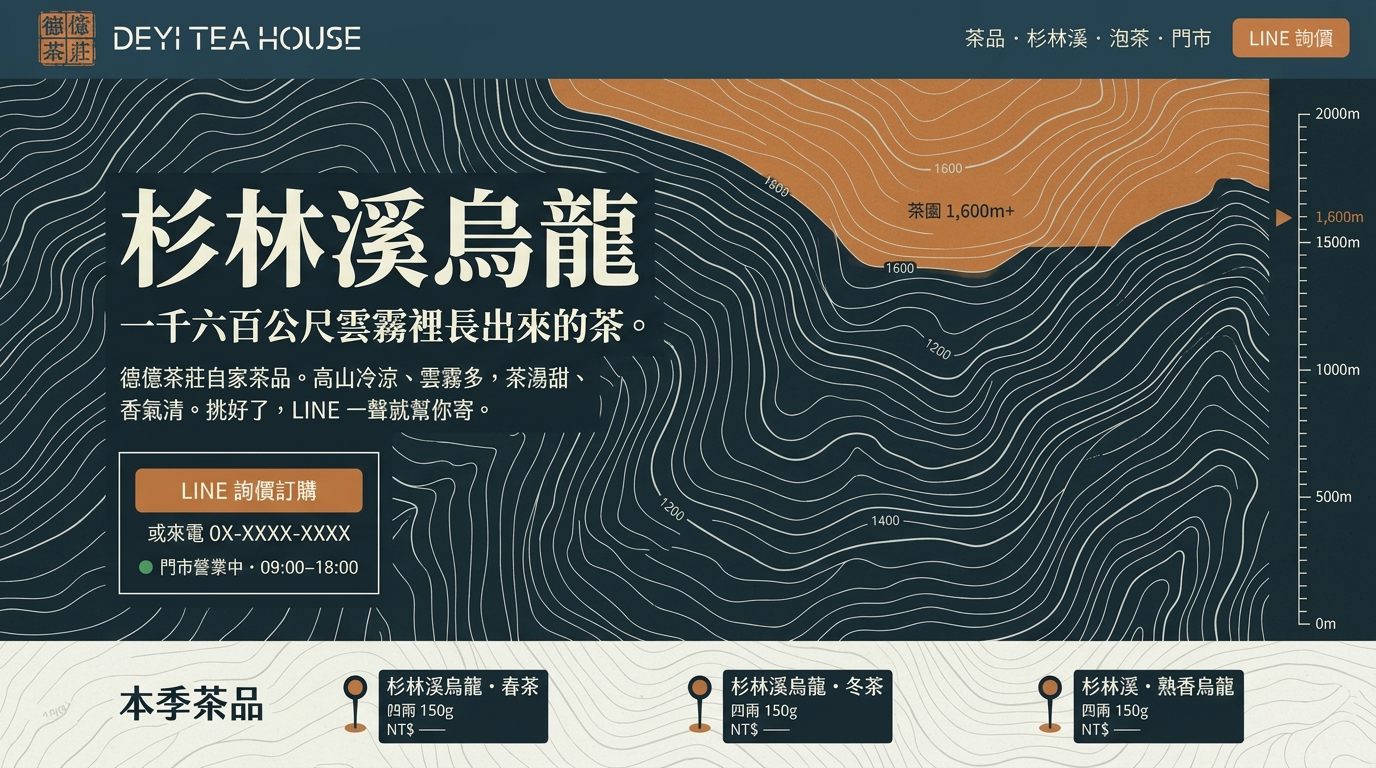 德億茶莊
DEYI TEA HOUSE
茶品・杉林溪・泡茶・門市
LINE 詢價
杉林溪烏龍
一千六百公尺雲霧裡長出來的茶。
德億茶莊自家茶品。高山冷涼、雲霧多,茶湯甜、
香氣清。挑好了,LINE 一聲就幫你寄。
LINE 詢價訂購
或來電 0X-XXXX-XXXX
門市營業中・09:00–18:00
1600
1800
茶園 1,600m+
1600
1200
1200
1400
2000m
1,600m
1500m
1000m
500m
0m
本季茶品
杉林溪烏龍・春茶
四兩 150g
NT$ ——
杉林溪烏龍・冬茶
四兩 150g
NT$ ——
杉林溪・熟香烏龍
四兩 150g
NT$ ——